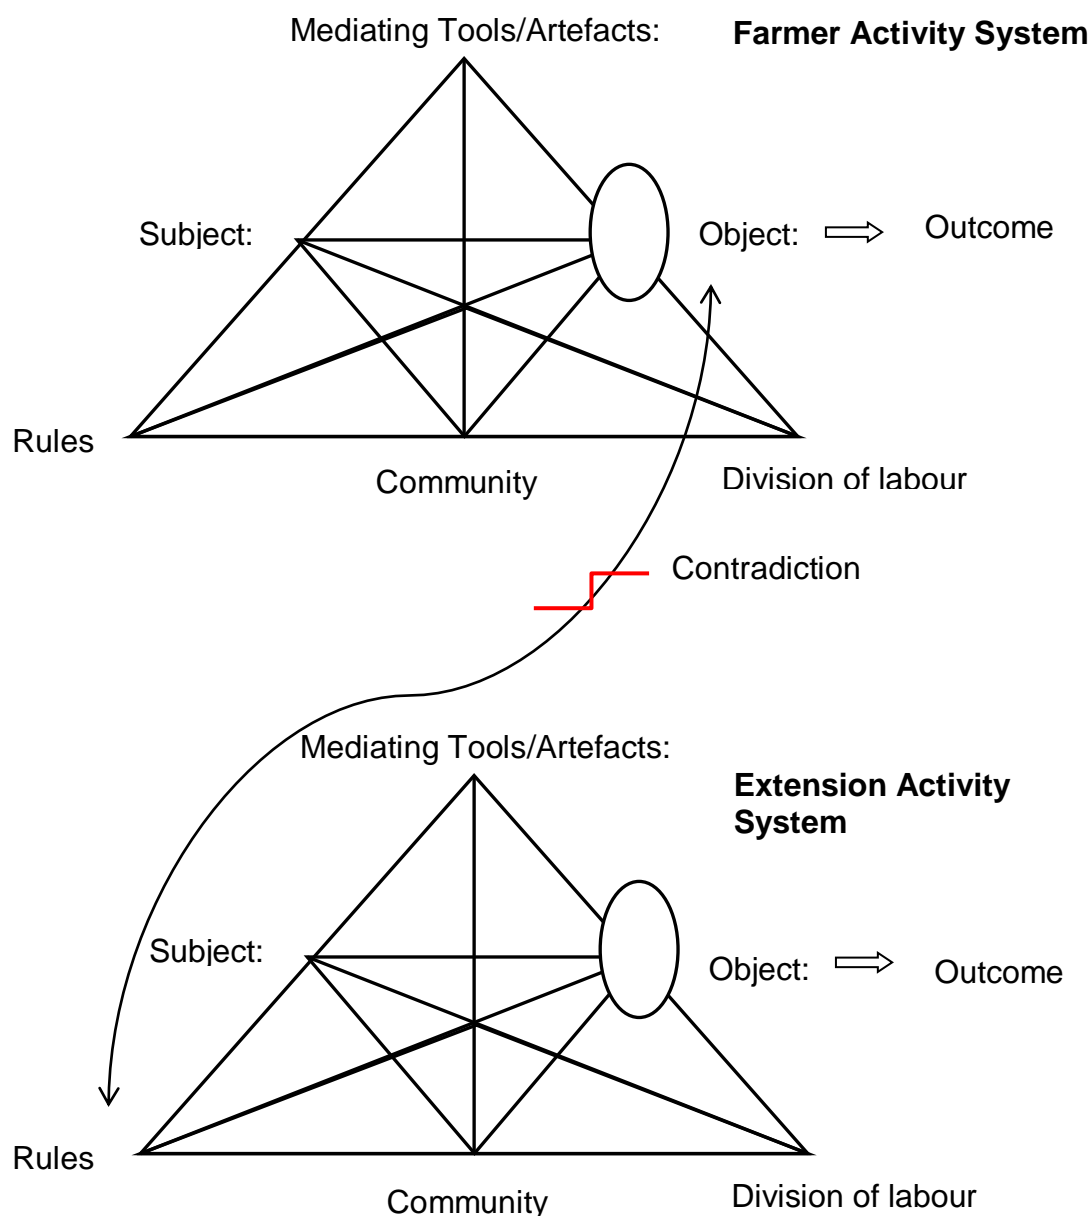 Mediating Tools/Artefacts:
Farmer Activity System
Subject:
Object:
Outcome
Rules
Community
Division of labour
Contradiction
Mediating Tools/Artefacts:
Extension Activity
System
Subject:
Object:
Outcome
Rules
Community
Division of labour